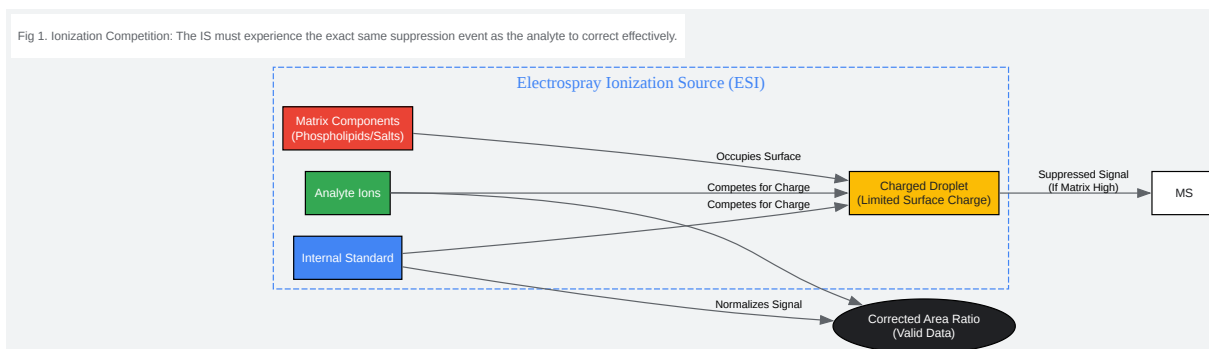 Fig 1. Ionization Competition: The IS must experience the exact same suppression event as the analyte to correct effectively.
Electrospray Ionization Source (ESI)
Matrix Components
(Phospholipids/Salts)
Occupies Surface
Analyte Ions
Competes for Charge
Competes for Charge
Charged Droplet
(Limited Surface Charge)
Suppressed Signal
(If Matrix High)
MS
Internal Standard
Normalizes Signal
Corrected Area Ratio
(Valid Data)